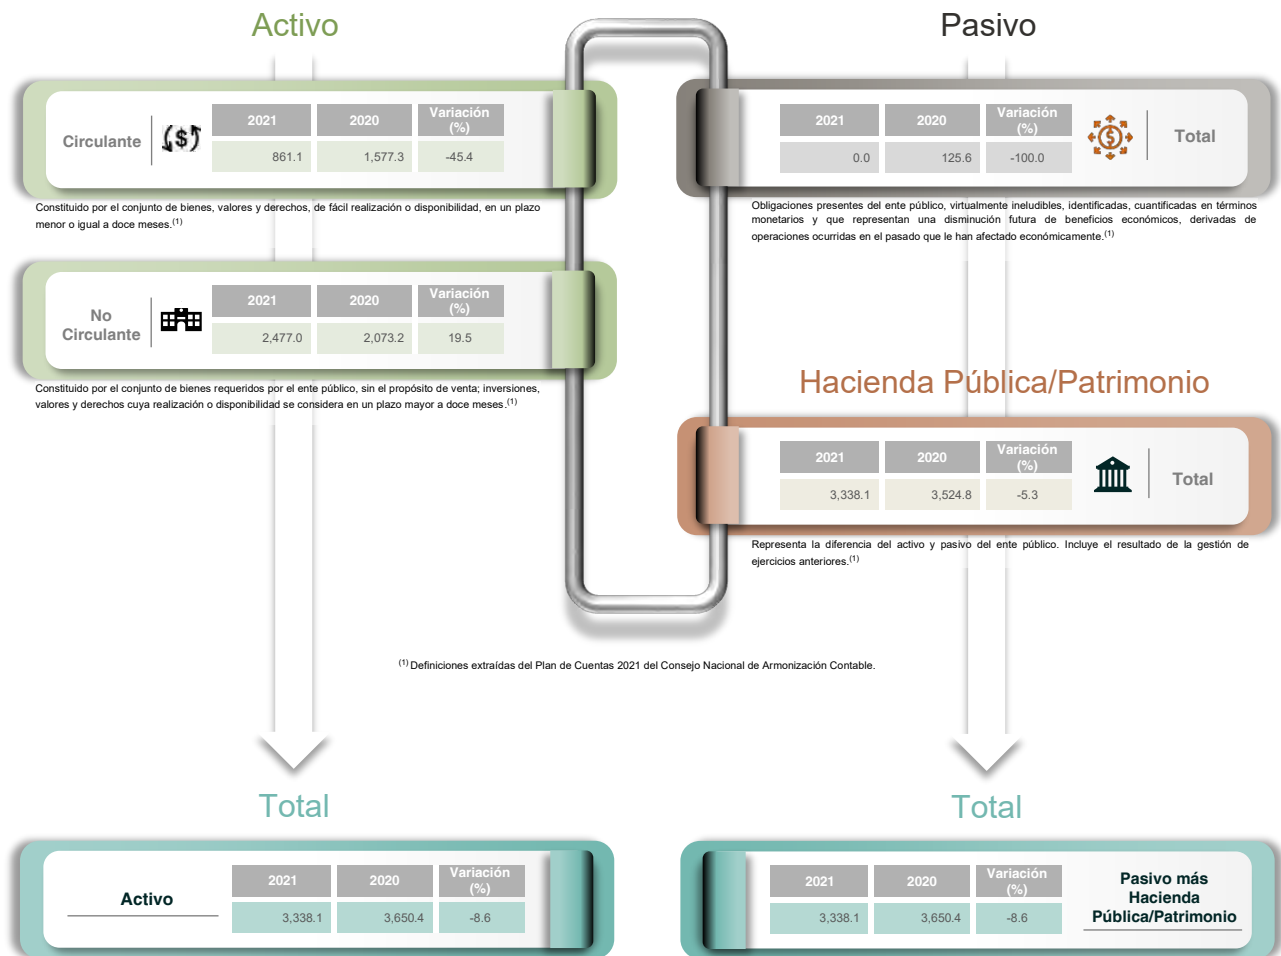 Activo
Circulante
2021 2020 Variación
(%)
861.1 1,577.3 -45.4
Constituido por el conjunto de bienes, valores y derechos, de fácil realización o disponibilidad, en un plazo
menor o igual a doce meses.(1)
No
Circulante
2021 2020 Variación
(%)
2,477.0 2,073.2 19.5
Constituido por el conjunto de bienes requeridos por el ente público, sin el propósito de venta; inversiones,
valores y derechos cuya realización o disponibilidad se considera en un plazo mayor a doce meses.(1)
Pasivo
2021 2020 Variación
(%)
0.0 125.6 -100.0
Total
Obligaciones presentes del ente público, virtualmente ineludibles, identificadas, cuantificadas en términos
monetarios y que representan una disminución futura de beneficios económicos, derivadas de
operaciones ocurridas en el pasado que le han afectado económicamente.(1)
Hacienda Pública/Patrimonio
2021 2020 Variación
(%)
3,338.1 3,524.8 -5.3
Total
Representa la diferencia del activo y pasivo del ente público. Incluye el resultado de la gestión de
ejercicios anteriores.(1)
(1) Definiciones extraídas del Plan de Cuentas 2021 del Consejo Nacional de Armonización Contable.
Total
Activo
2021 2020 Variación
(%)
3,338.1 3,650.4 -8.6
Total
2021 2020 Variación
(%)
3,338.1 3,650.4 -8.6
Pasivo más
Hacienda
Pública/Patrimonio